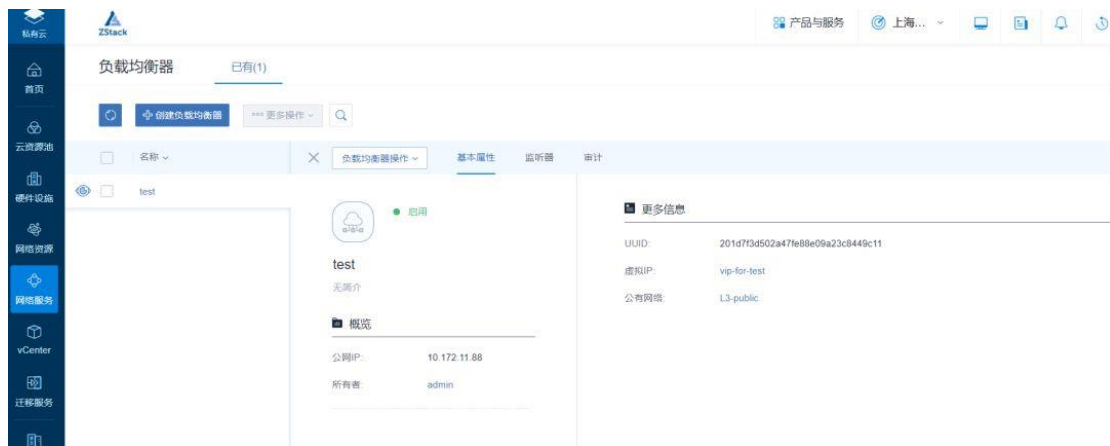 私有云
ZStack
产品与服务
上海...
首页
云资源池
硬件设施
网络资源
网络服务
vCenter
迁移服务
负载均衡器
已有(1)
创建负载均衡器
更多操作
名称
负载均衡器操作
基本属性
监听器
审计
test
启用
test
无简介
概览
公网IP: 10.172.11.88
所有者: admin
更多信息
UUID: 201d7f3d502a47fe88e09a23c8449c11
虚拟IP: vip-for-test
公有网络: L3-public